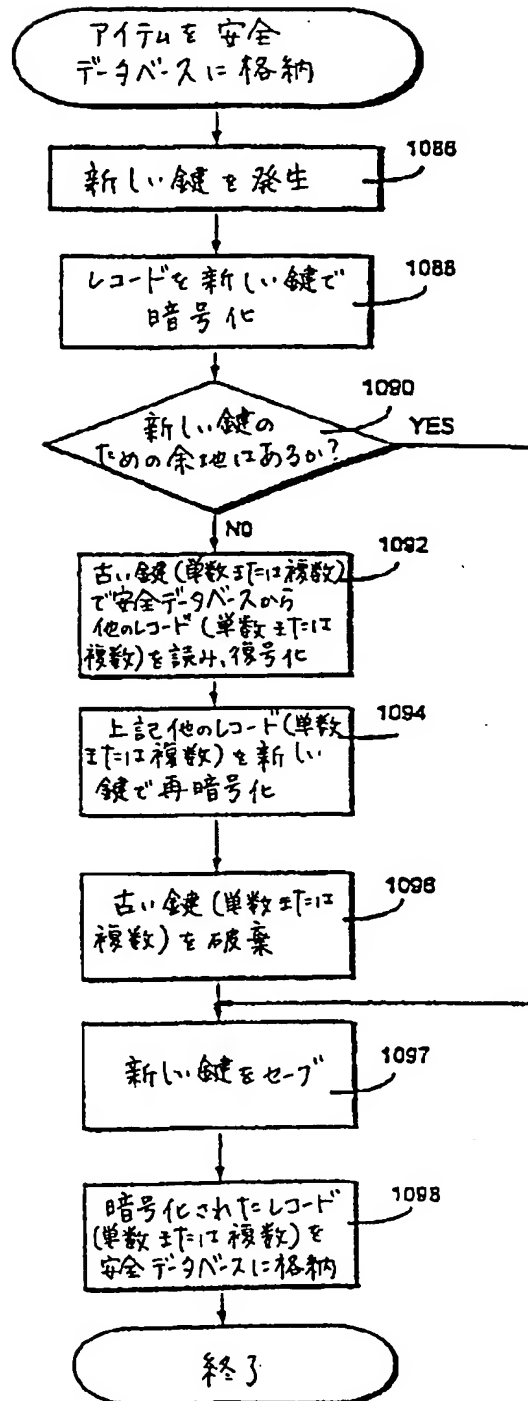 アイテムを安全
データベースに格納
1086
新しい鍵を発生
1088
レコードを新しい鍵で
暗号化
1090
新しい鍵の
ための余地はあるか?
YES
NO
1092
古い鍵(単数または複数)
で安全データベースから
他のレコード(単数または
複数)を読み、復号化
1094
上記他のレコード(単数
または複数)を新しい
鍵で再暗号化
1096
古い鍵(単数または
複数)を破棄
1097
新しい鍵をセーブ
1098
暗号化されたレコード
(単数または複数)を
安全データベースに格納
終了